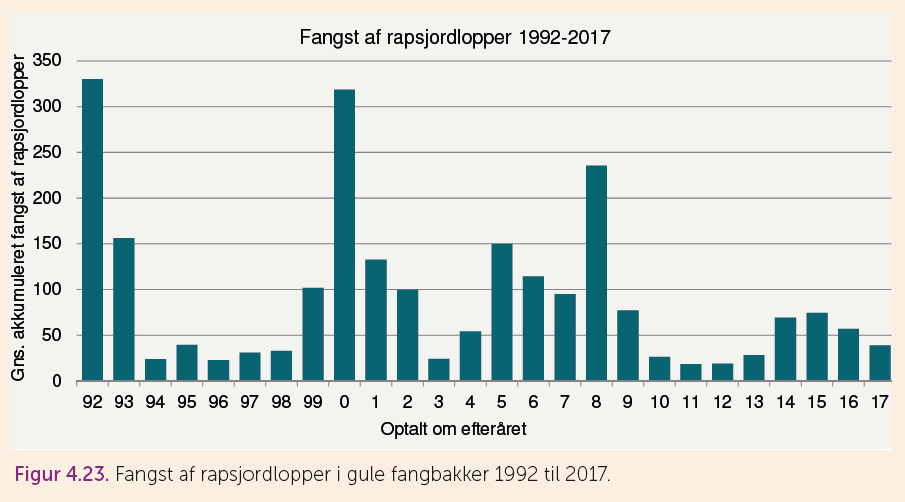 Fangst af rapsjordlopper 1992-2017
Gns. akkumuleret fangst af rapsjordlopper
350
300
250
200
150
100
50
0
92 93 94 95 96 97 98 99 0 1 2 3 4 5 6 7 8 9 10 11 12 13 14 15 16 17
Optalt om efteråret
Figur 4.23. Fangst af rapsjordlopper i gule fangbakker 1992 til 2017.